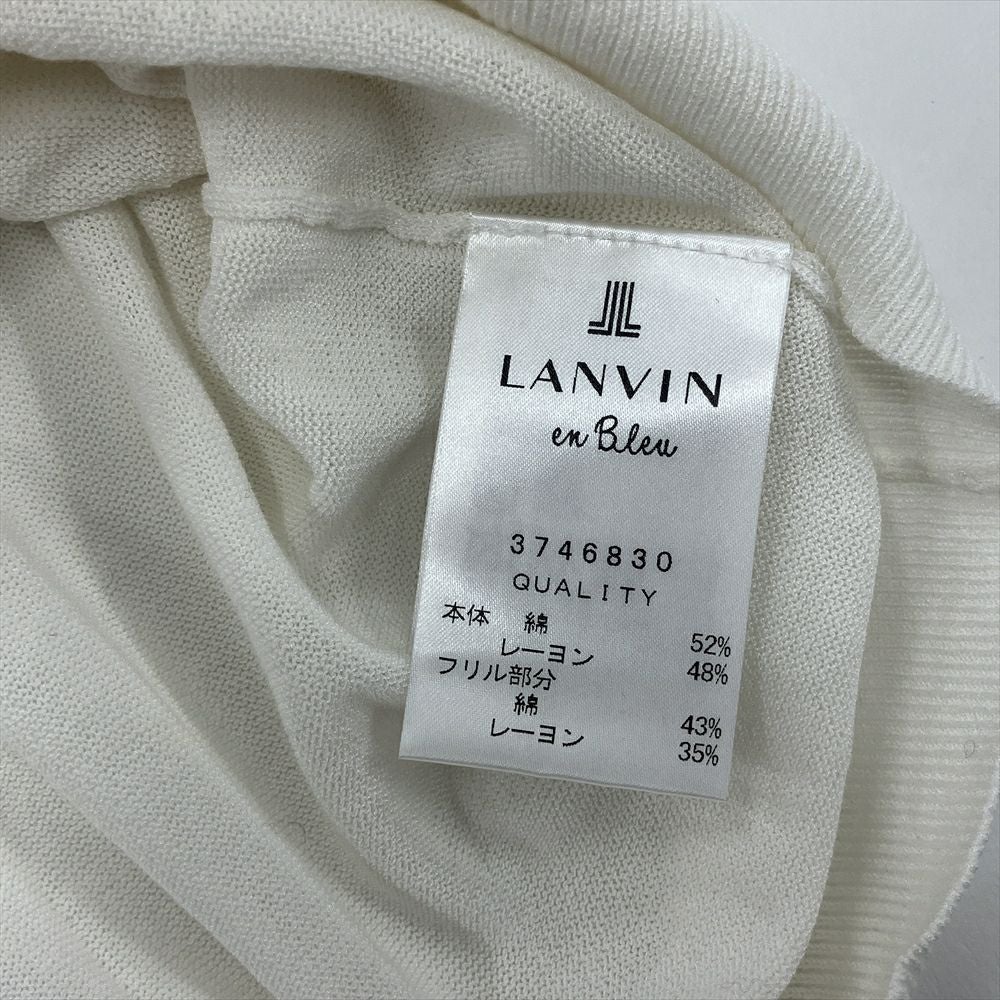 LANVIN
en Bleu
3746830
QUALITY
本体 綿 52%
レーヨン 48%
フリル部分
綿 43%
レーヨン 35%